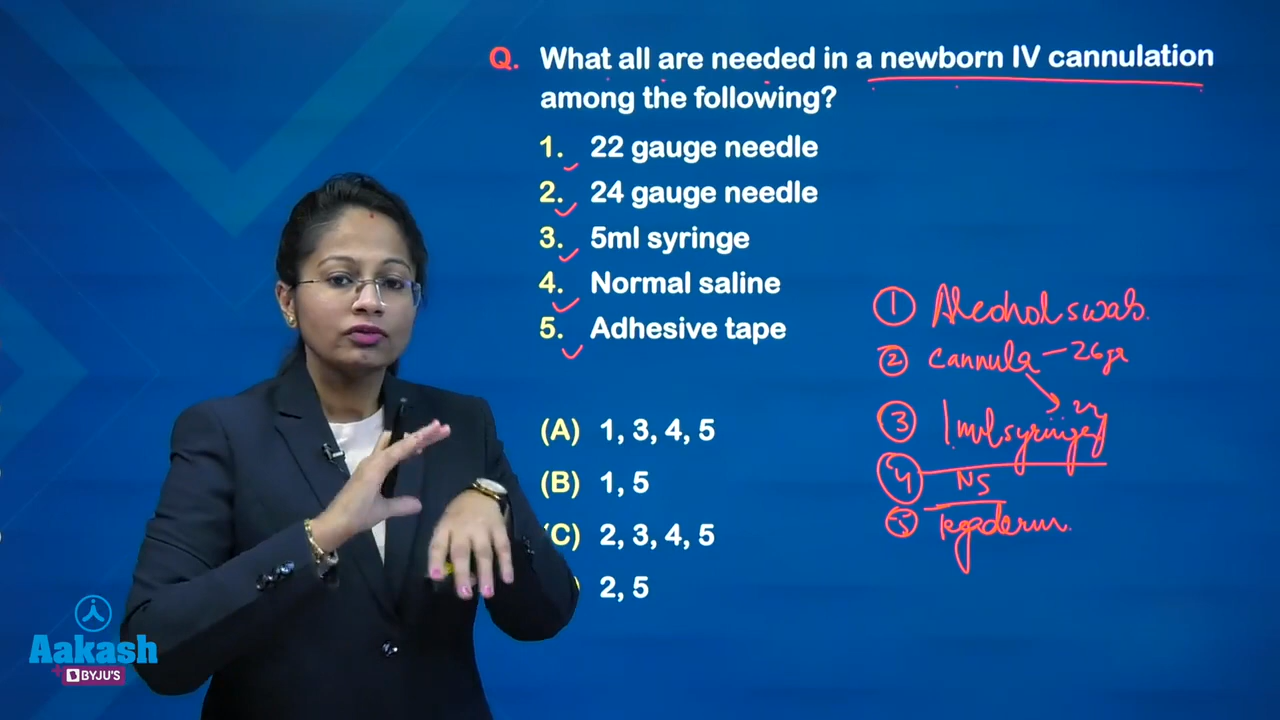 Q. What all are needed in a newborn IV cannulation
among the following?
1. 22 gauge needle
2. 24 gauge needle
3. 5ml syringe
4. Normal saline
5. Adhesive tape
(A) 1, 3, 4, 5
(B) 1, 5
(C) 2, 3, 4, 5
2, 5
① Alcohol swab.
② Cannula – 26
③ 1ml syringe
④ NS
⑤ Tegaderm.
Aakash
BYJU'S